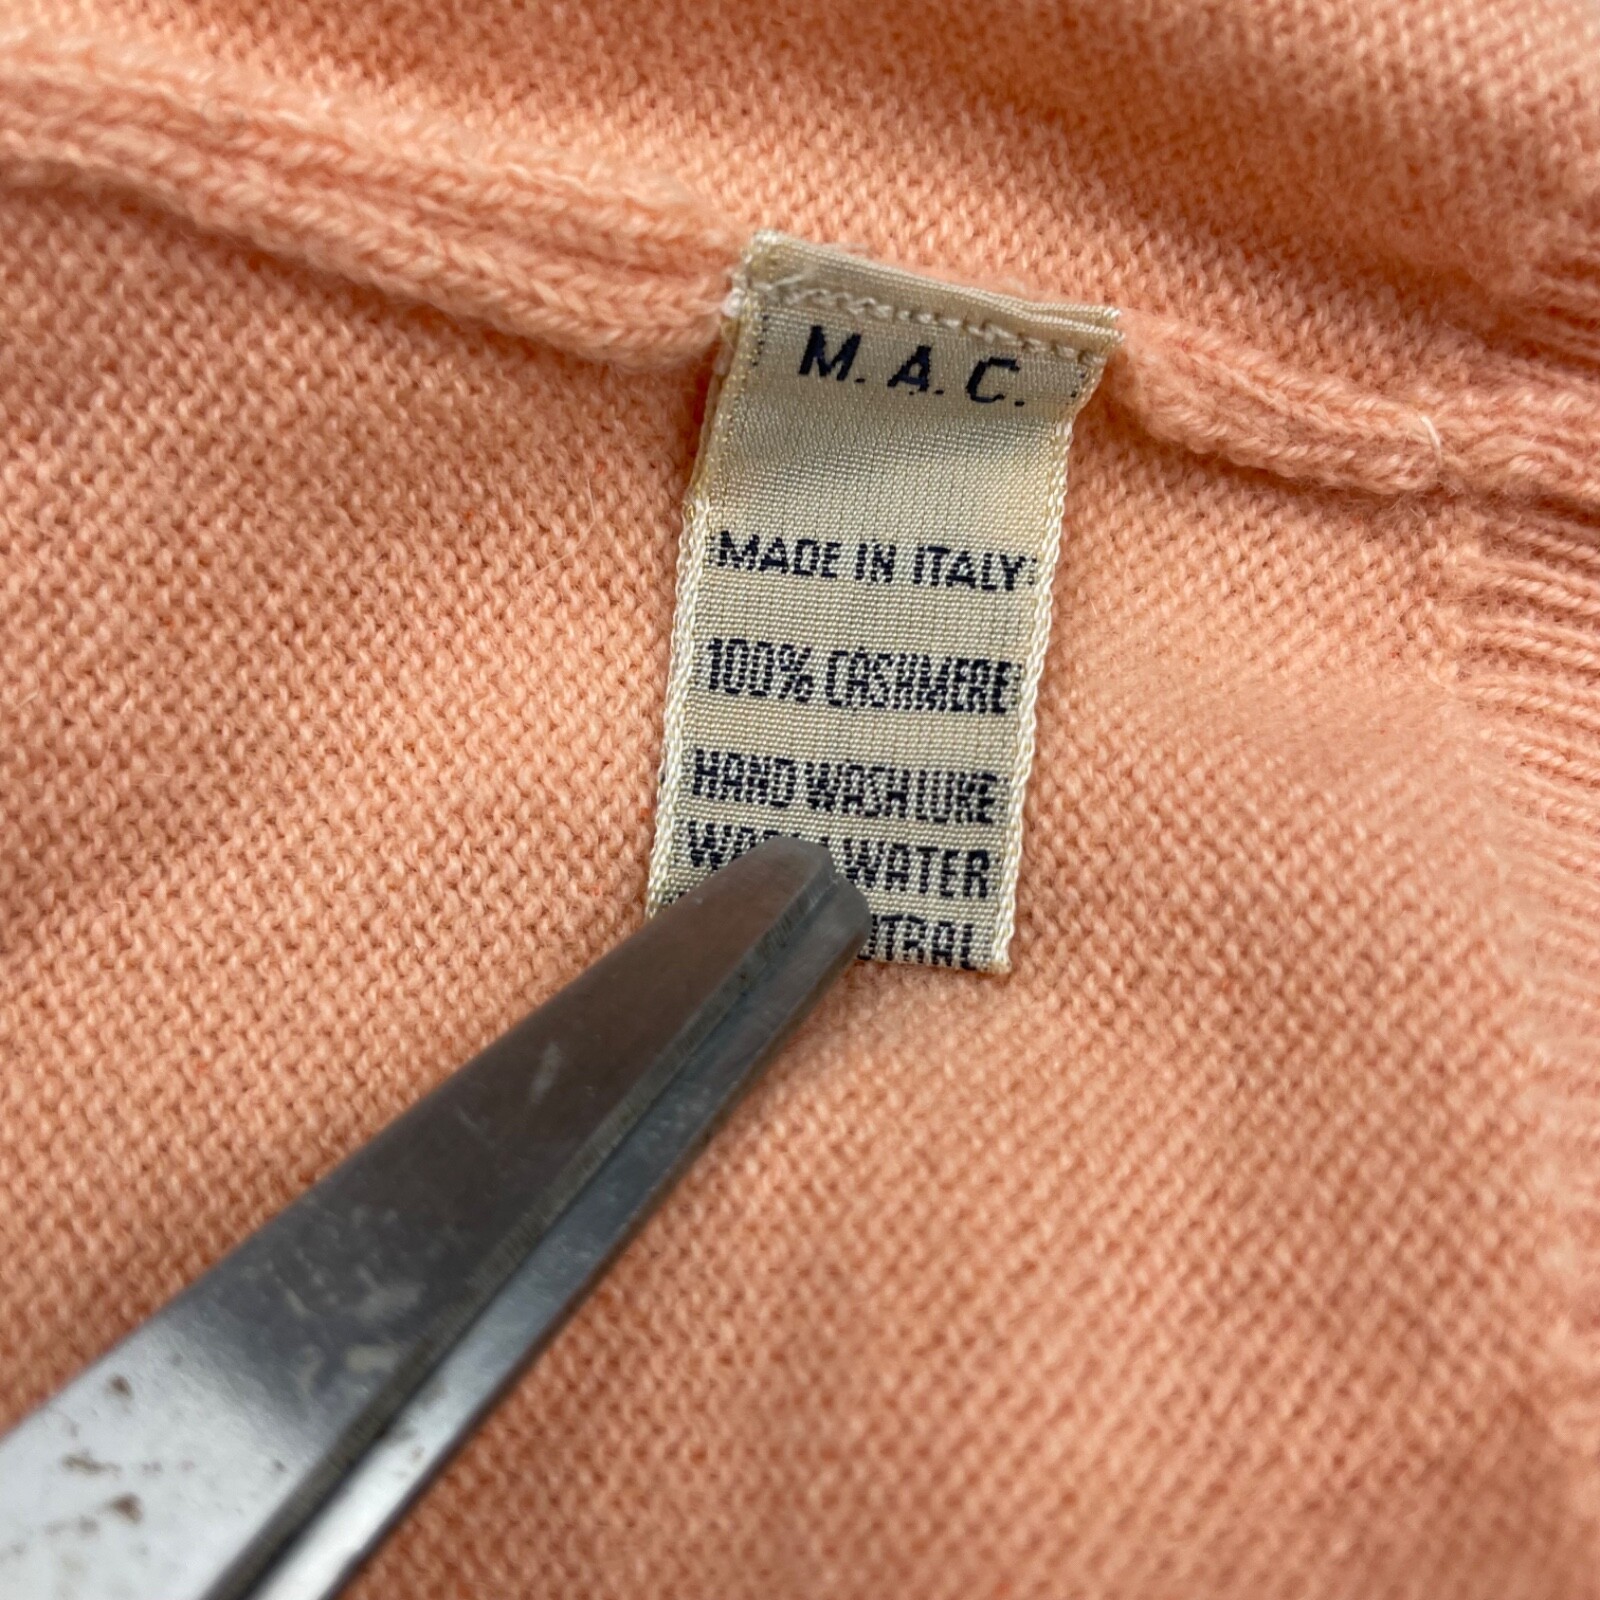 M. A. C.
MADE IN ITALY
100% CASHMERE
HAND WASH LUKE
WATER